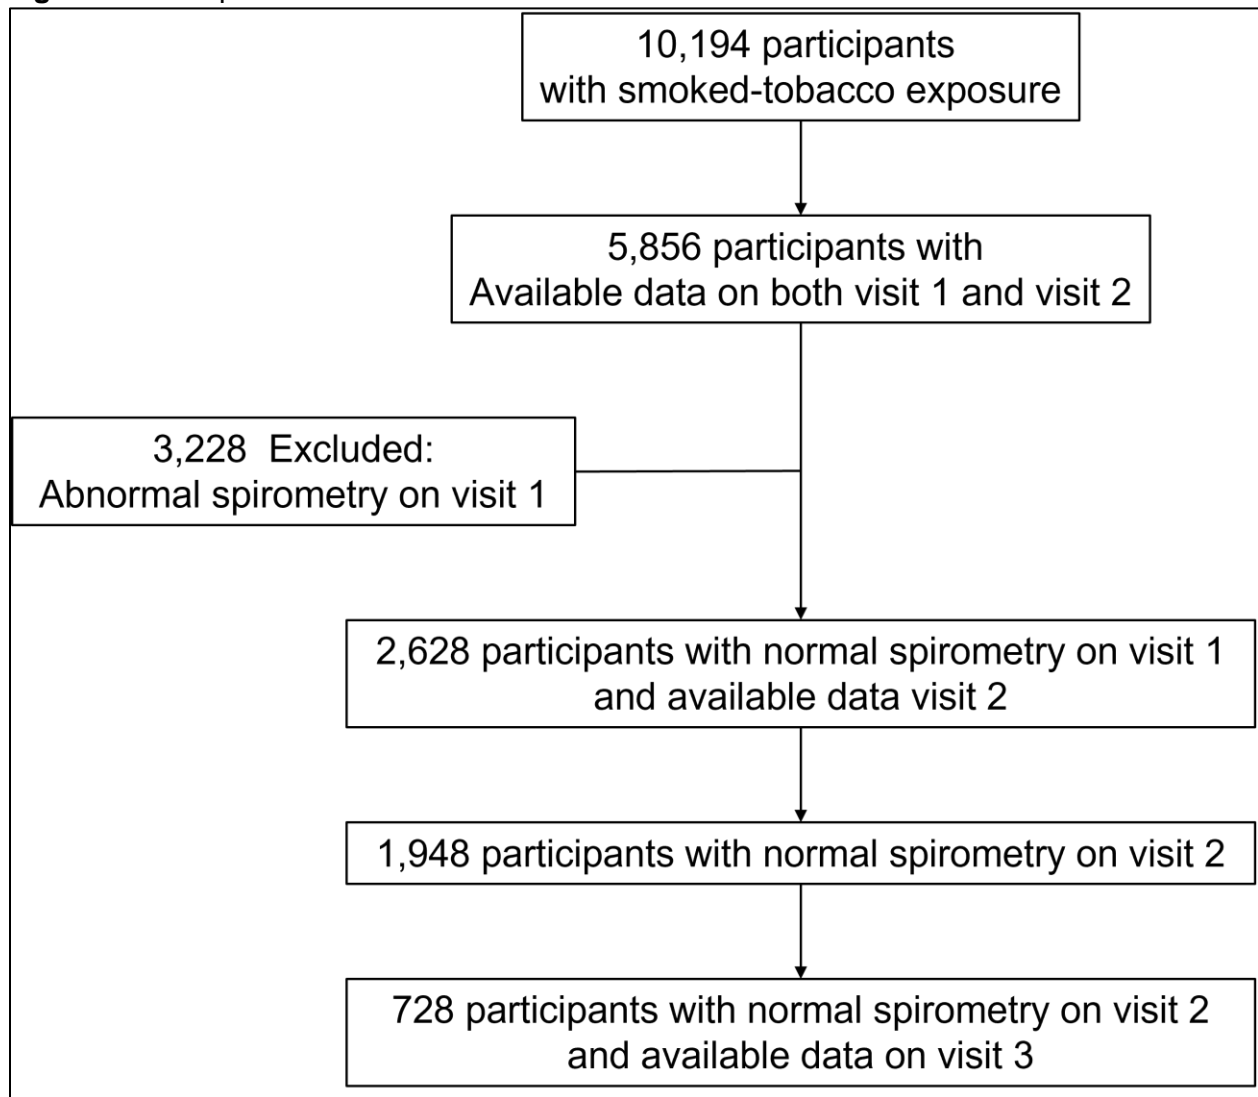 10,194 participants
with smoked-tobacco exposure
5,856 participants with
Available data on both visit 1 and visit 2
3,228 Excluded:
Abnormal spirometry on visit 1
2,628 participants with normal spirometry on visit 1
and available data visit 2
1,948 participants with normal spirometry on visit 2
728 participants with normal spirometry on visit 2
and available data on visit 3